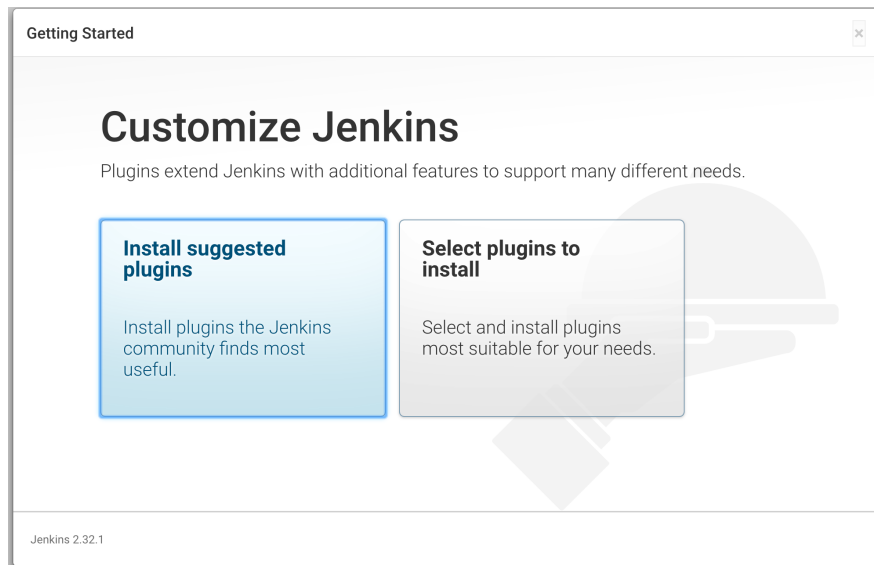 Getting Started
×
Customize Jenkins
Plugins extend Jenkins with additional features to support many different needs.
Install suggested
plugins
Install plugins the Jenkins
community finds most
useful.
Select plugins to
install
Select and install plugins
most suitable for your needs.
Jenkins 2.32.1